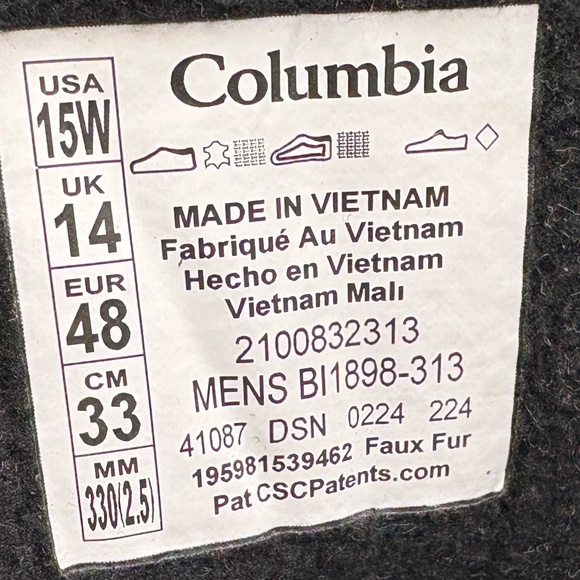 USA
15W
UK
14
EUR
48
CM
33
MM
330(2.5)
Columbia
MADE IN VIETNAM
Fabriqué Au Vietnam
Hecho en Vietnam
Vietnam Malı
2100832313
MENS BI1898-313
41087 DSN 0224 224
195981539462 Faux Fur
Pat CSCPatents.com